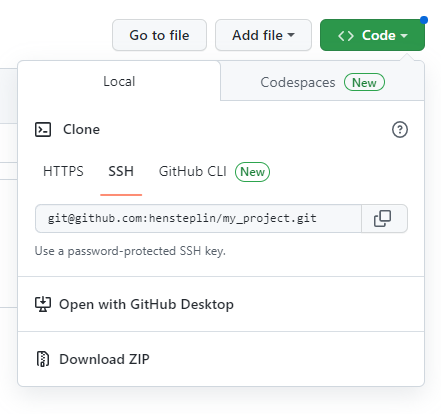 Go to file Add file Code
Local Codespaces New
Clone
HTTPS SSH GitHub CLI New
git@github.com:hensteplin/my_project.git
Use a password-protected SSH key.
Open with GitHub Desktop
Download ZIP